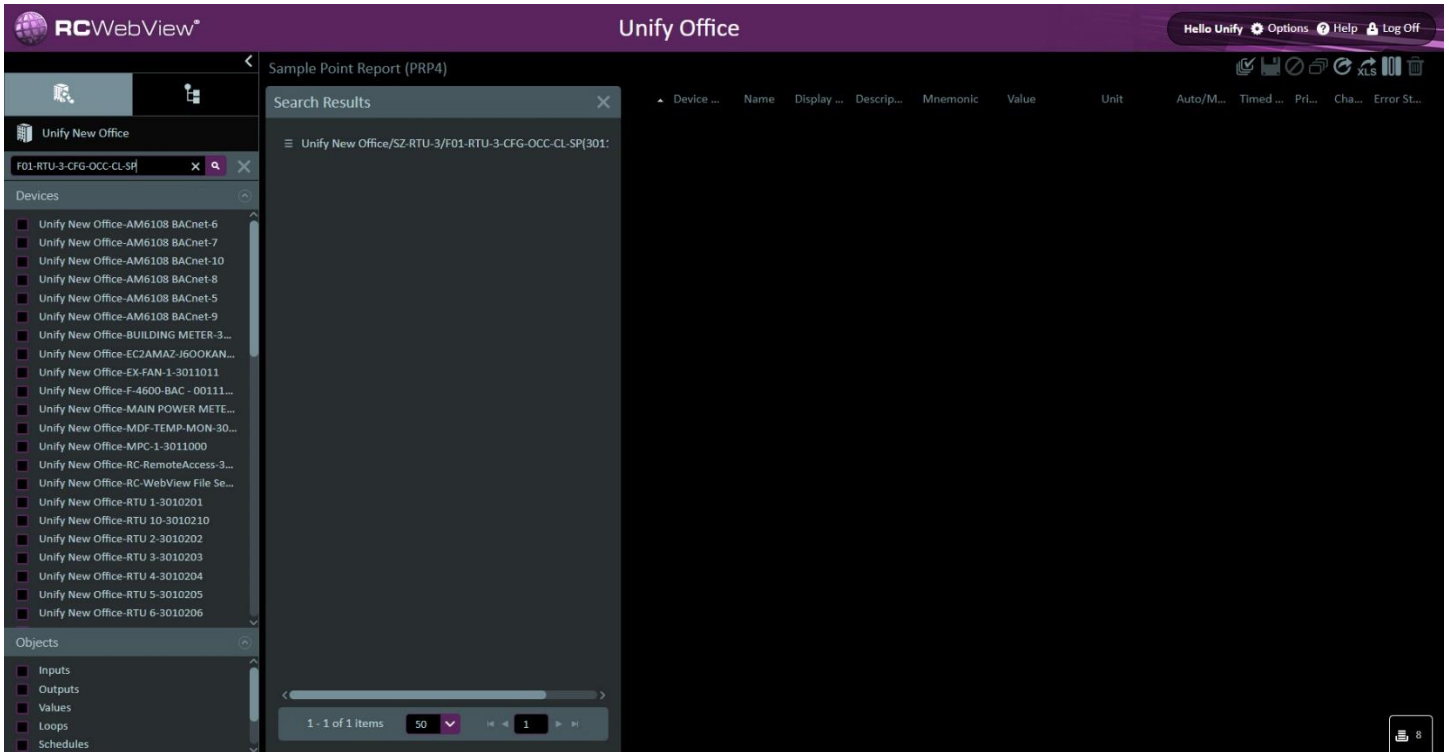 RCWebView®
Unify Office
Hello Unify Options Help Log Off
Sample Point Report (PRP4)
XLS
Unify New Office
F01-RTU-3-CFG-OCC-CL-SP
Devices
Unify New Office-AM6108 BACnet-6
Unify New Office-AM6108 BACnet-7
Unify New Office-AM6108 BACnet-10
Unify New Office-AM6108 BACnet-8
Unify New Office-AM6108 BACnet-5
Unify New Office-AM6108 BACnet-9
Unify New Office-BUILDING METER-3...
Unify New Office-EC2AMAZ-J6OOKAN...
Unify New Office-EX-FAN-1-3011011
Unify New Office-F-4600-BAC - 00111...
Unify New Office-MAIN POWER METE...
Unify New Office-MDF-TEMP-MON-30...
Unify New Office-MPC-1-3011000
Unify New Office-RC-RemoteAccess-3...
Unify New Office-RC-WebView File Se...
Unify New Office-RTU 1-3010201
Unify New Office-RTU 10-3010210
Unify New Office-RTU 2-3010202
Unify New Office-RTU 3-3010203
Unify New Office-RTU 4-3010204
Unify New Office-RTU 5-3010205
Unify New Office-RTU 6-3010206
Objects
Inputs
Outputs
Values
Loops
Schedules
Search Results
Unify New Office/SZ-RTU-3/F01-RTU-3-CFG-OCC-CL-SP(3011
1 - 1 of 1 items 50 1
Device ... Name Display ... Descrip... Mnemonic Value Unit Auto/M... Timed ... Pri... Cha... Error St...
8